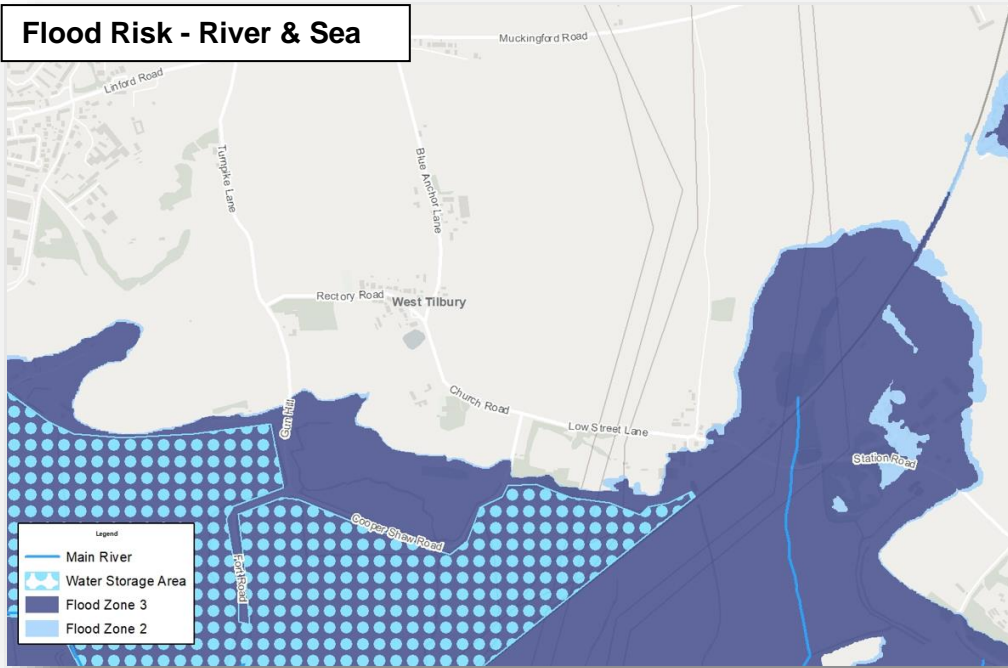 Flood Risk - River & Sea
Muckingford Road
Linford Road
Turnpike Lane
Blue Anchor Lane
Rectory Road
West Tilbury
Church Road
Gun Hill
Low Street Lane
Station Road
Cooper Shaw Road
Fort Road
Legend
Main River
Water Storage Area
Flood Zone 3
Flood Zone 2